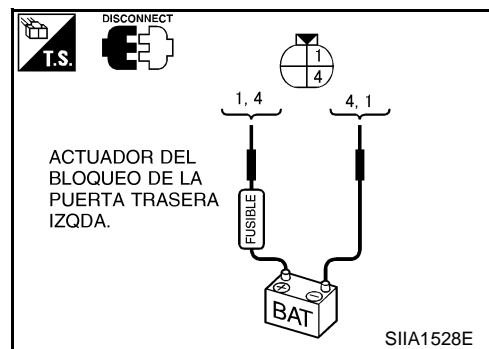 DISCONNECT
T.S.
1
4
1, 4
4, 1
ACTUADOR DEL
BLOQUEO DE LA
PUERTA TRASERA
IZQDA.
FUSIBLE
BAT
SIIA1528E